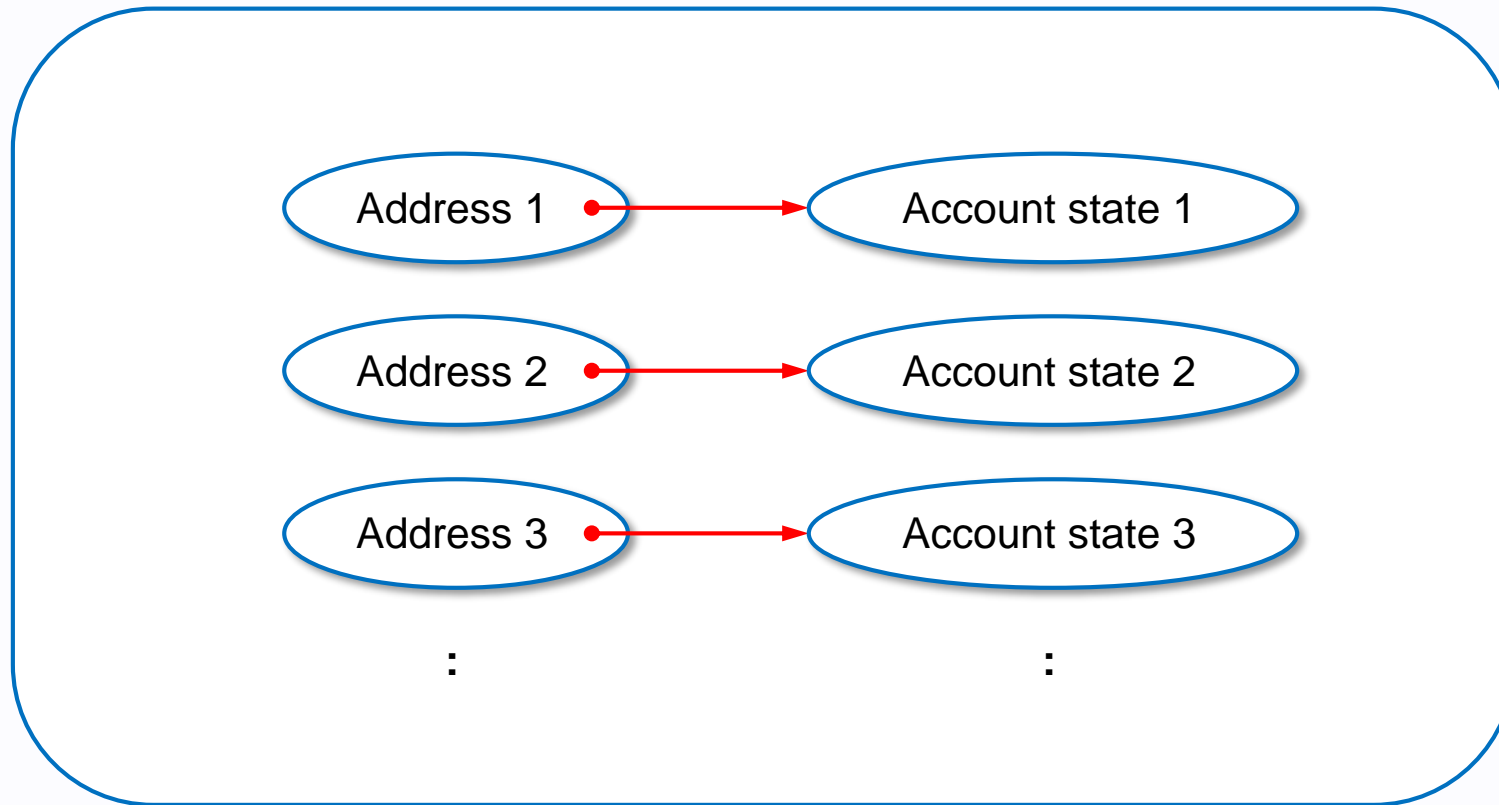 Address 1 Account state 1
Address 2 Account state 2
Address 3 Account state 3
: :